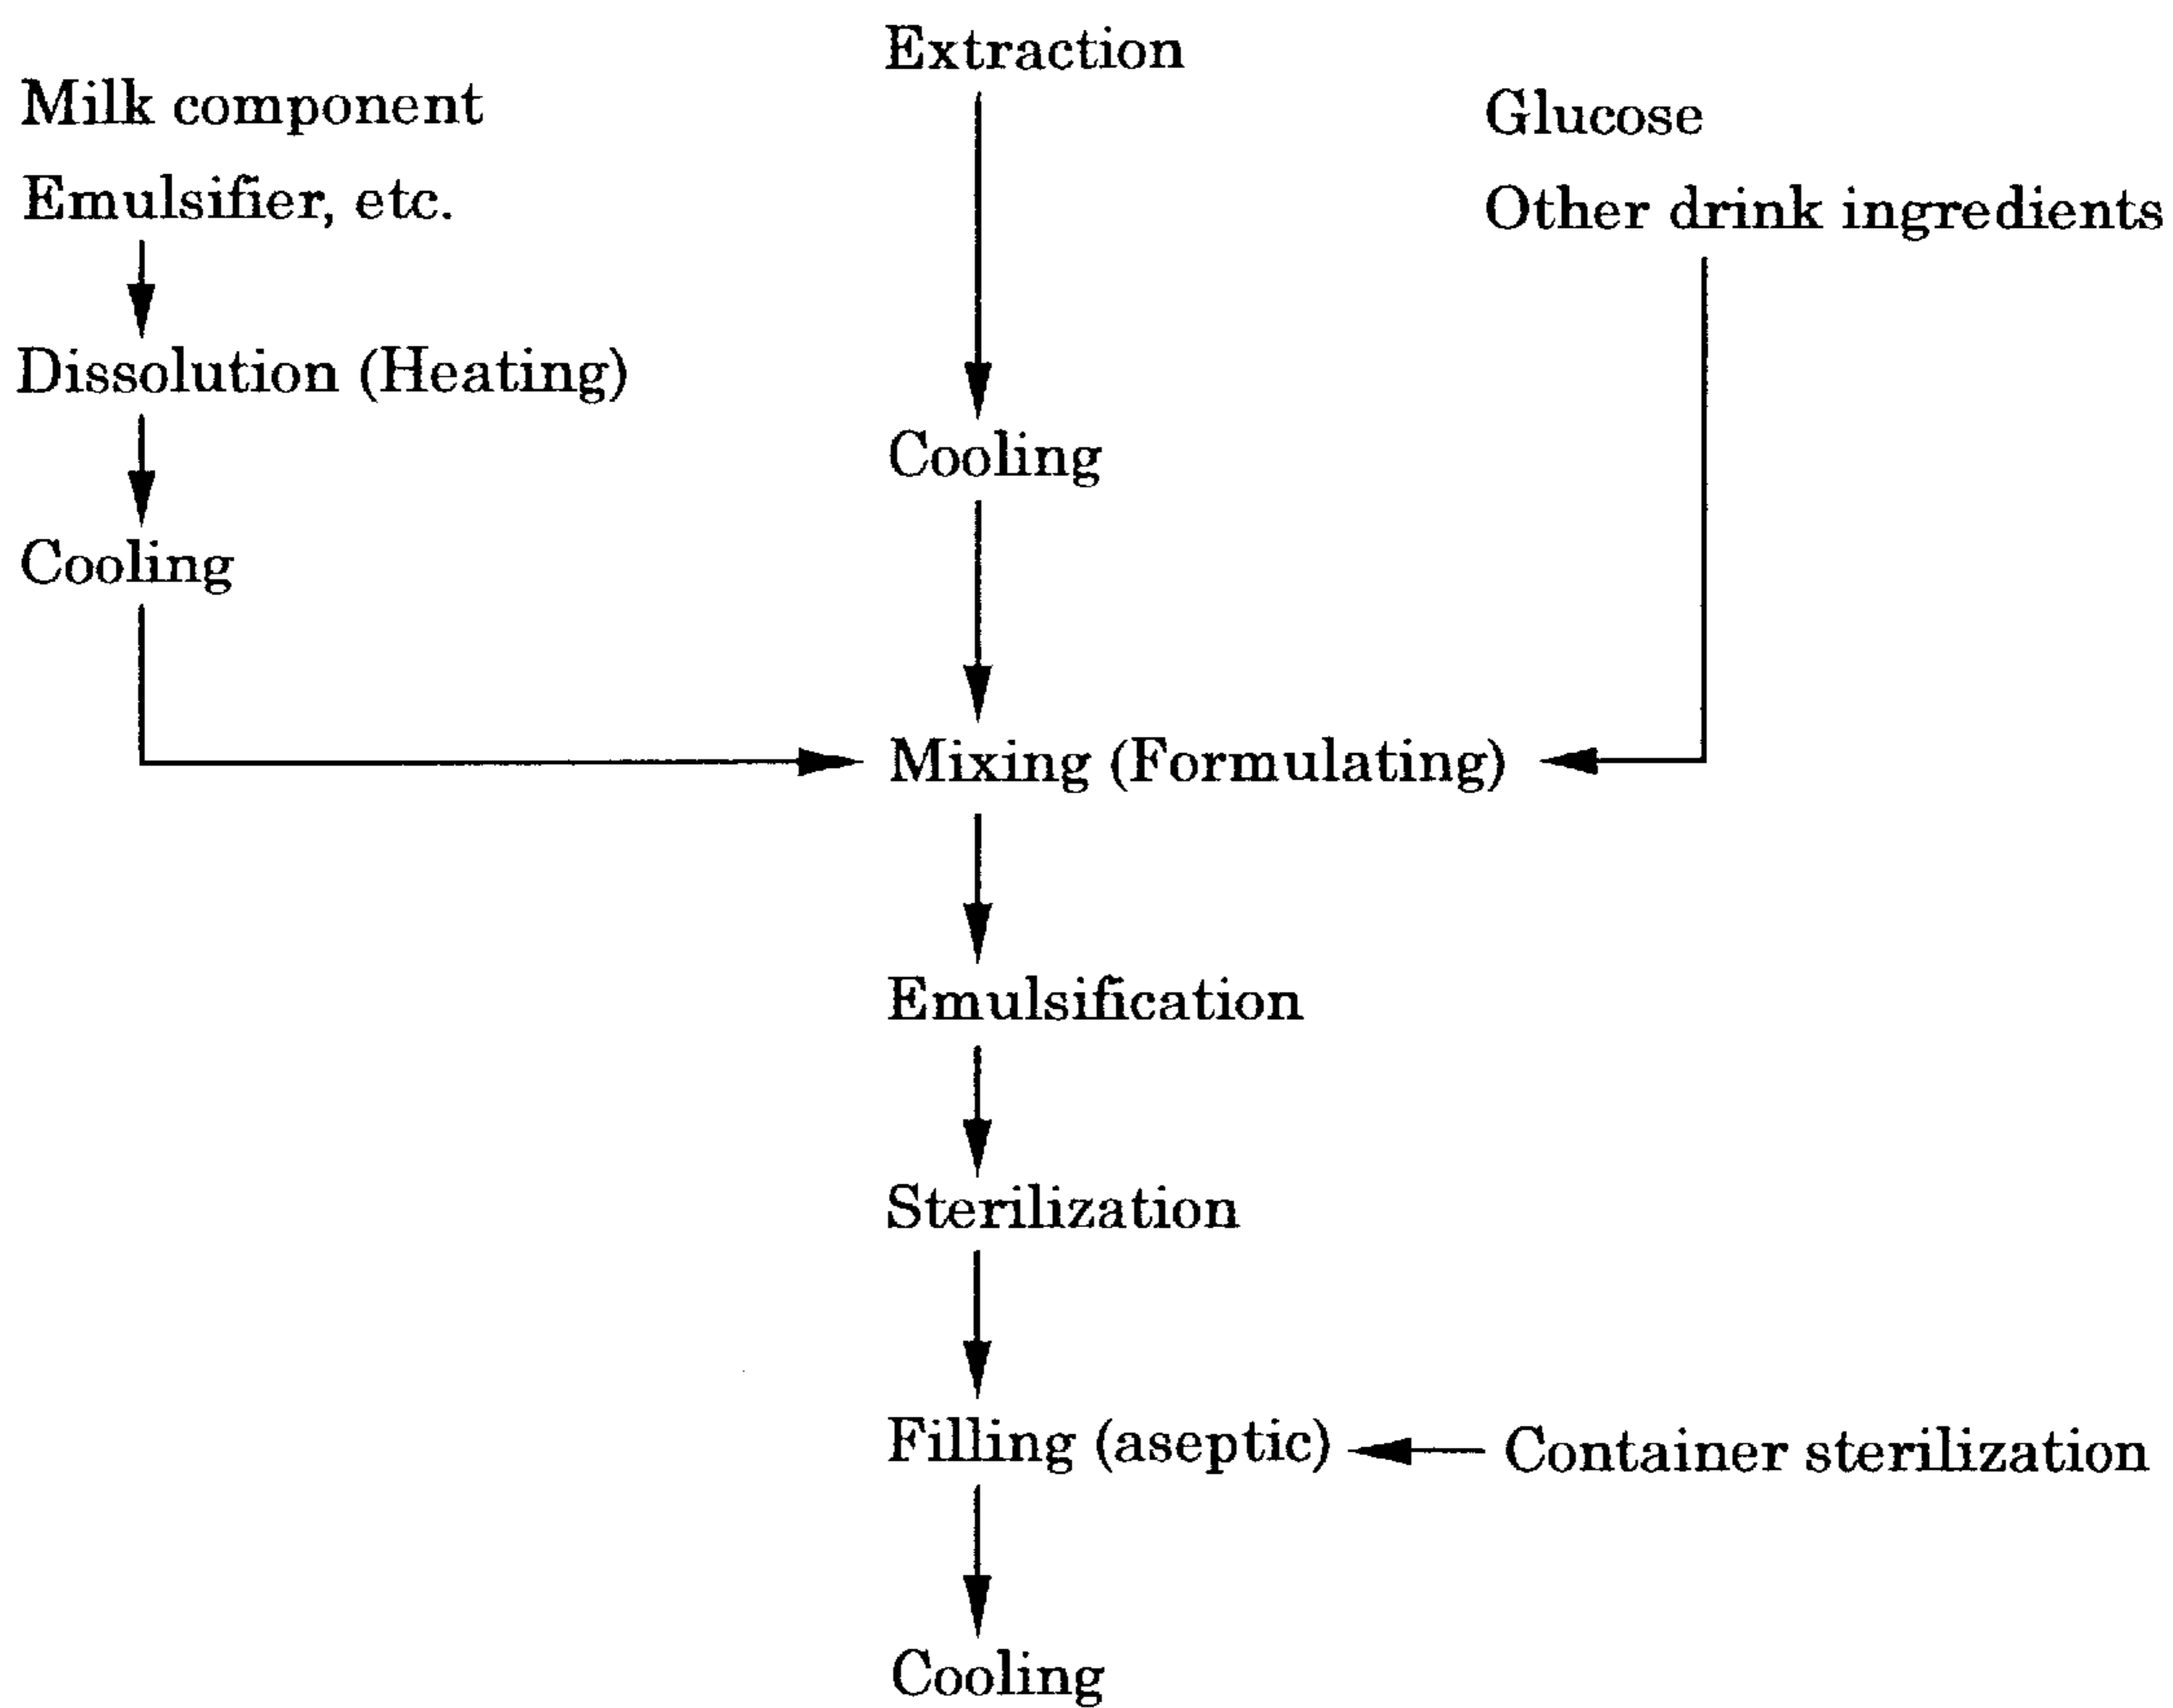 Extraction
Milk component
Emulsifier, etc.
Glucose
Other drink ingredients
Dissolution (Heating)
Cooling
Cooling
Mixing (Formulating)
Emulsification
Sterilization
Filling (aseptic)
Container sterilization
Cooling